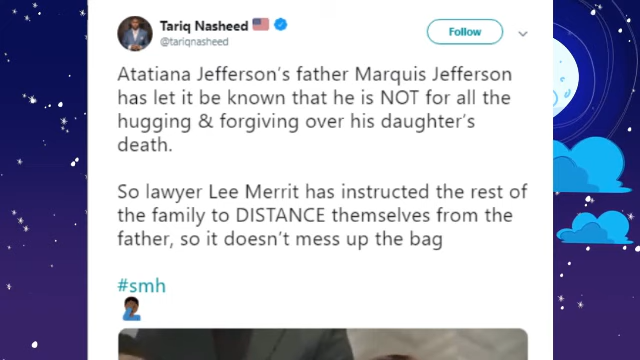 Tariq Nasheed 🇺🇸
@tariqnasheed
Follow
Atatiana Jefferson's father Marquis Jefferson
has let it be known that he is NOT for all the
hugging & forgiving over his daughter's
death.
So lawyer Lee Merrit has instructed the rest of
the family to DISTANCE themselves from the
father, so it doesn't mess up the bag
#smh
🤦🏿‍♂️